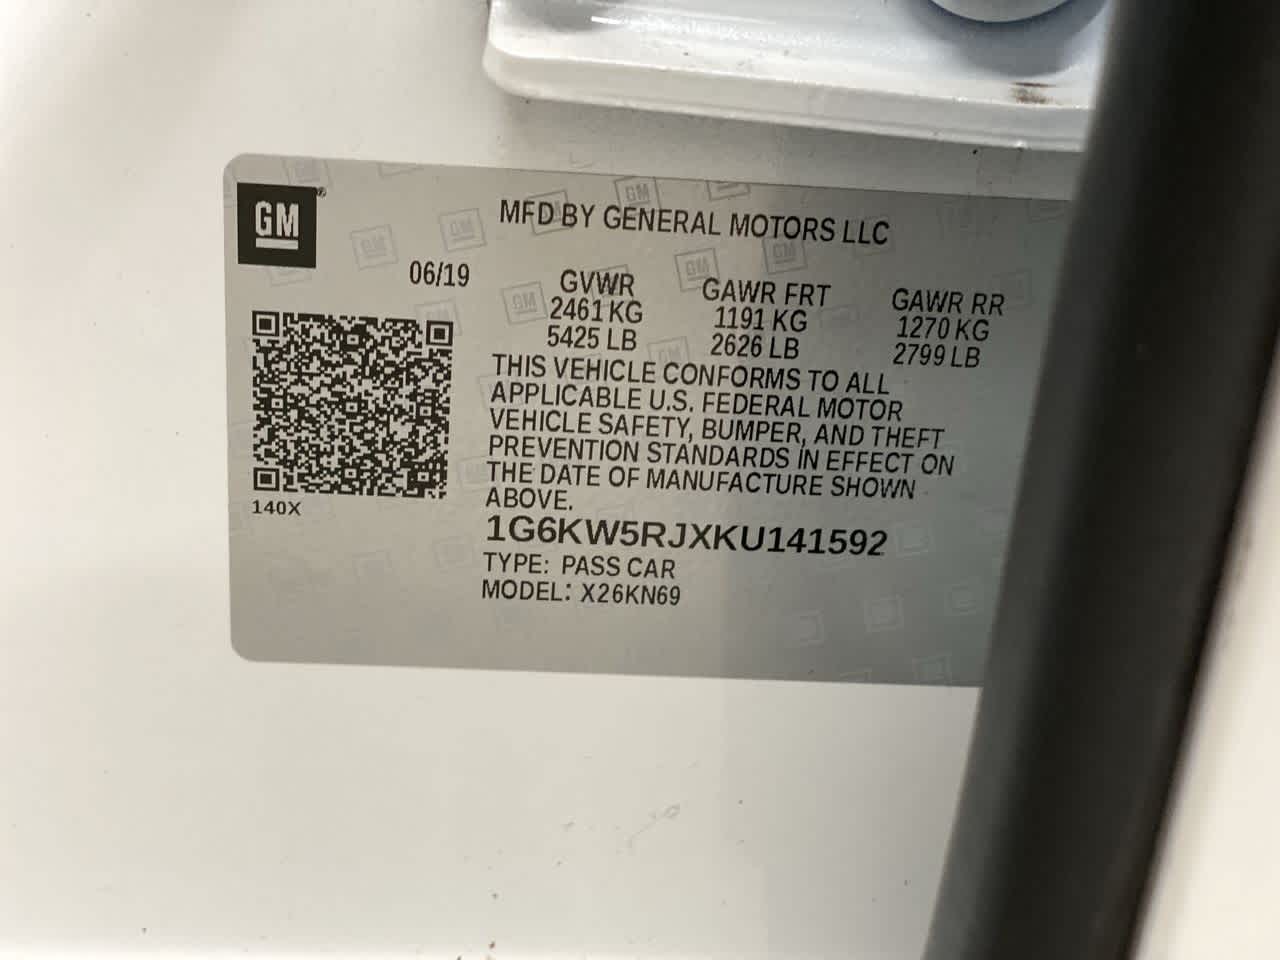 GM
MFD BY GENERAL MOTORS LLC
06/19
GVWR GAWR FRT GAWR RR
2461 KG 1191 KG 1270 KG
5425 LB 2626 LB 2799 LB
THIS VEHICLE CONFORMS TO ALL
APPLICABLE U.S. FEDERAL MOTOR
VEHICLE SAFETY, BUMPER, AND THEFT
PREVENTION STANDARDS IN EFFECT ON
THE DATE OF MANUFACTURE SHOWN
ABOVE.
140X
1G6KW5RJXKU141592
TYPE: PASS CAR
MODEL: X26KN69